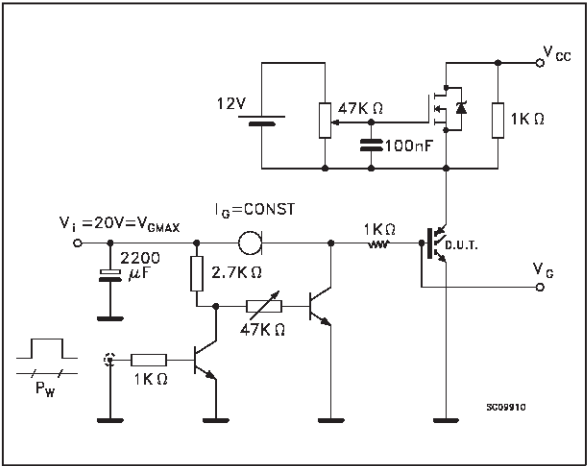 V_CC
12V
47KΩ
1KΩ
100nF
I_G=CONST
V_i =20V=V_GMAX
1KΩ
D.U.T.
2200
μF
2.7KΩ
V_G
47KΩ
1KΩ
P_W
SC09910